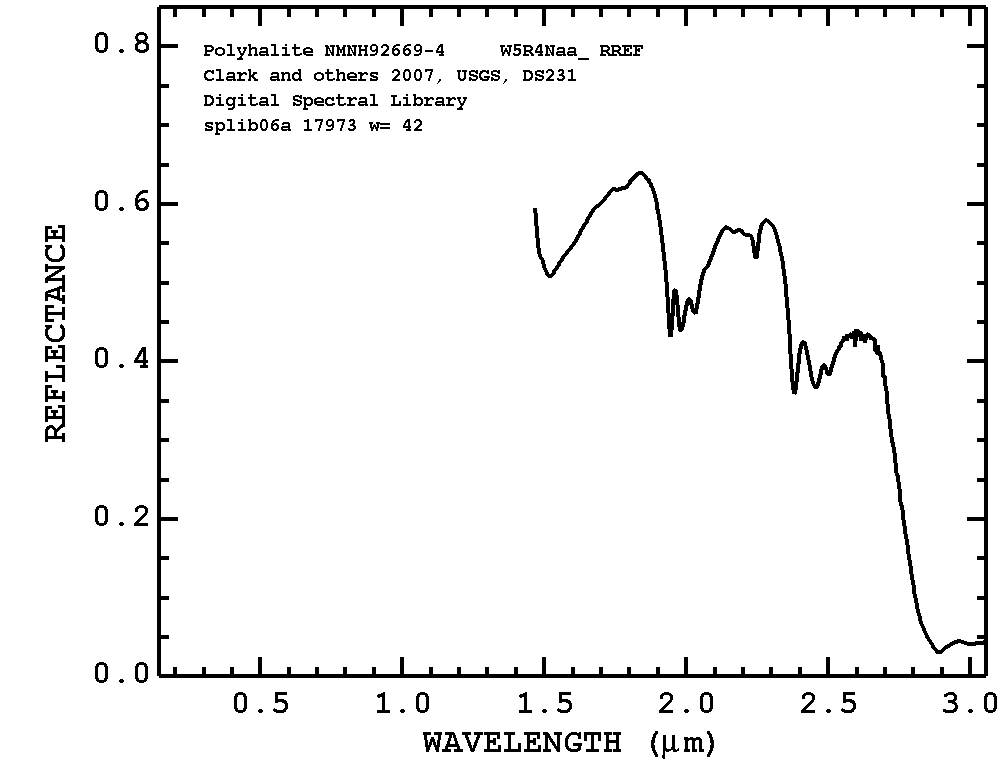 Polyhalite NMNH92669-4 W5R4Naa_ RREF
Clark and others 2007, USGS, DS231
Digital Spectral Library
splib06a 17973 w= 42
0.8
0.6
0.4
0.2
0.0
REFLECTANCE
0.5 1.0 1.5 2.0 2.5 3.0
WAVELENGTH (μm)